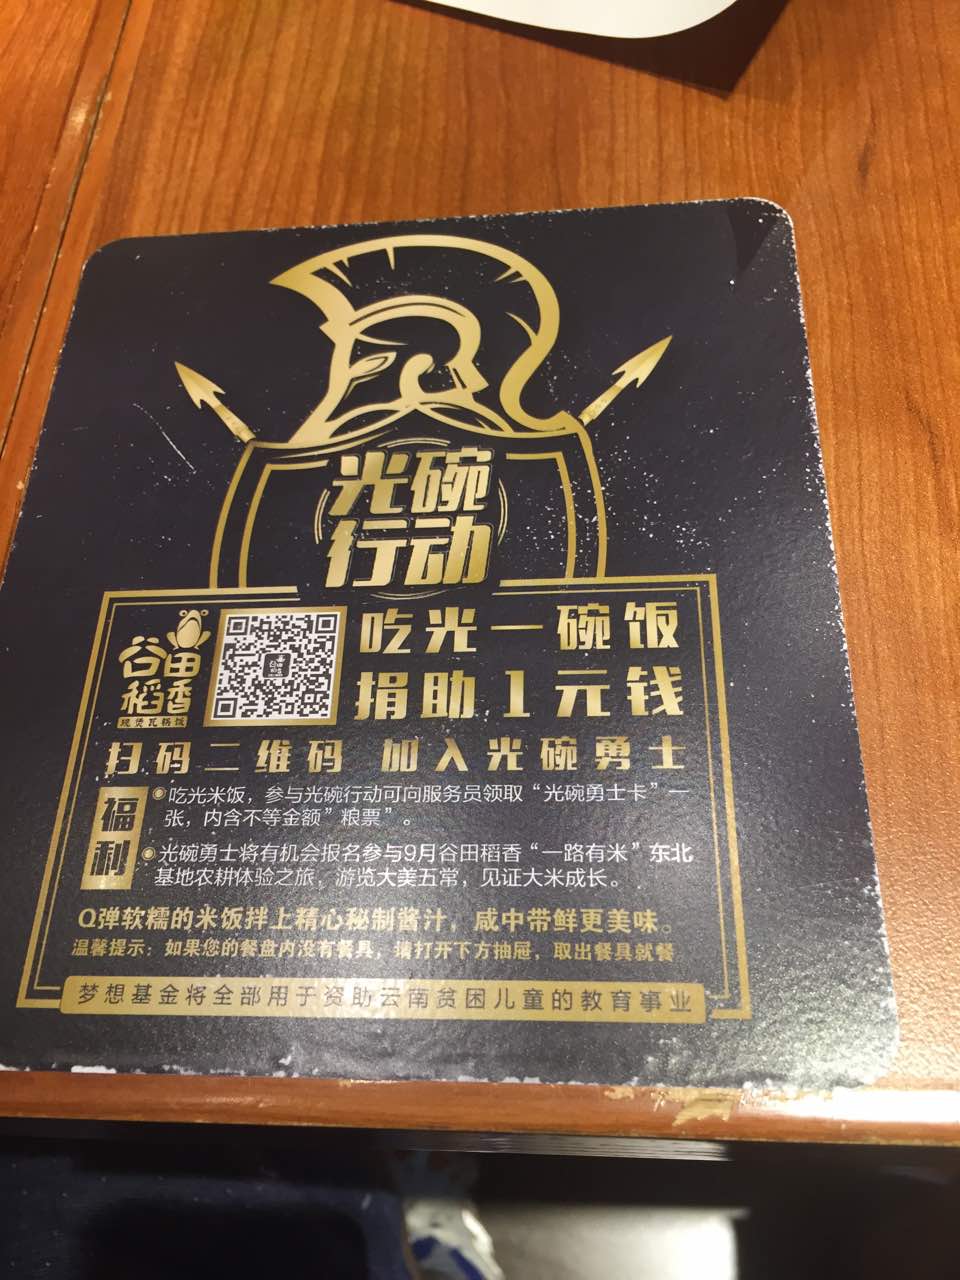 光碗
行动
谷田
稻香
现煲瓦锅饭
吃光一碗饭
捐助1元钱
扫码二维码 加入光碗勇士
福利
吃光米饭，参与光碗行动可向服务员领取“光碗勇士卡”一
张，内含不等金额”粮票”。
光碗勇士将有机会报名参与9月谷田稻香“一路有米”东北
基地农耕体验之旅，游览大美五常，见证大米成长。
Q弹软糯的米饭拌上精心秘制酱汁，咸中带鲜更美味。
温馨提示：如果您的餐盘内没有餐具，请打开下方抽屉，取出餐具就餐
梦想基金将全部用于资助云南贫困儿童的教育事业